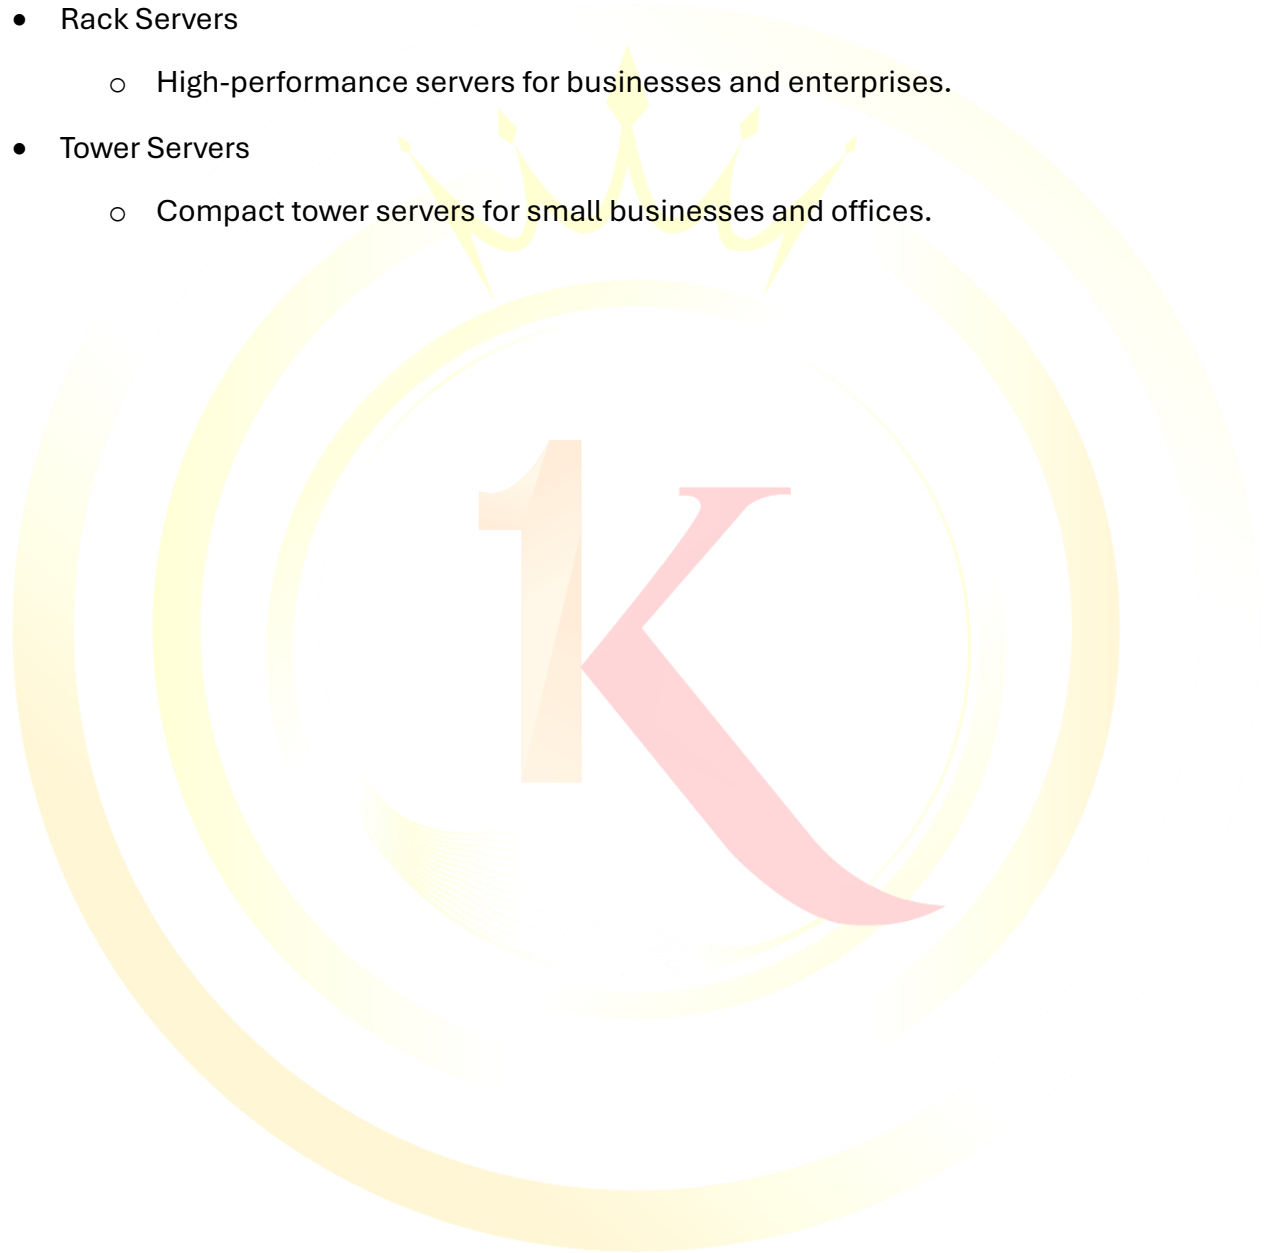 • Rack Servers
o High-performance servers for businesses and enterprises.
• Tower Servers
o Compact tower servers for small businesses and offices.
1K